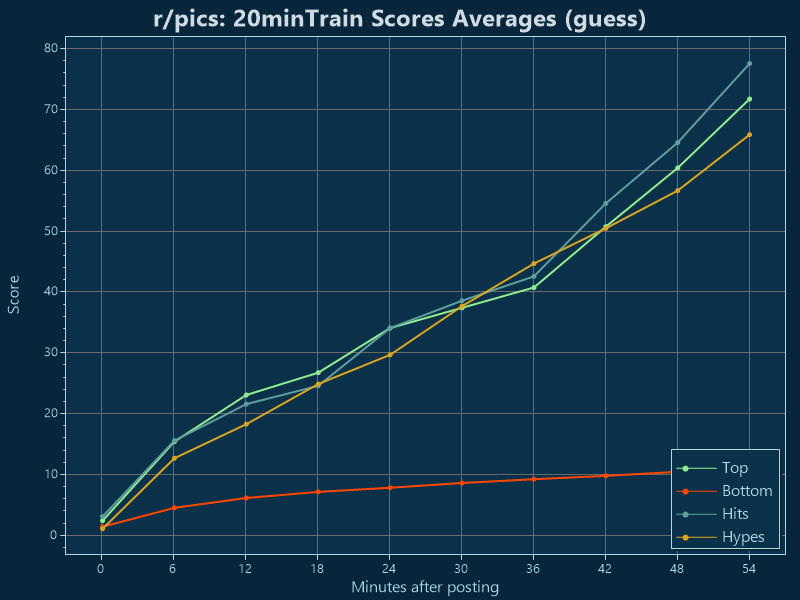 r/pics: 20minTrain Scores Averages (guess)
Score
80
70
60
50
40
30
20
10
0
Top
Bottom
Hits
Hypes
0 6 12 18 24 30 36 42 48 54
Minutes after posting